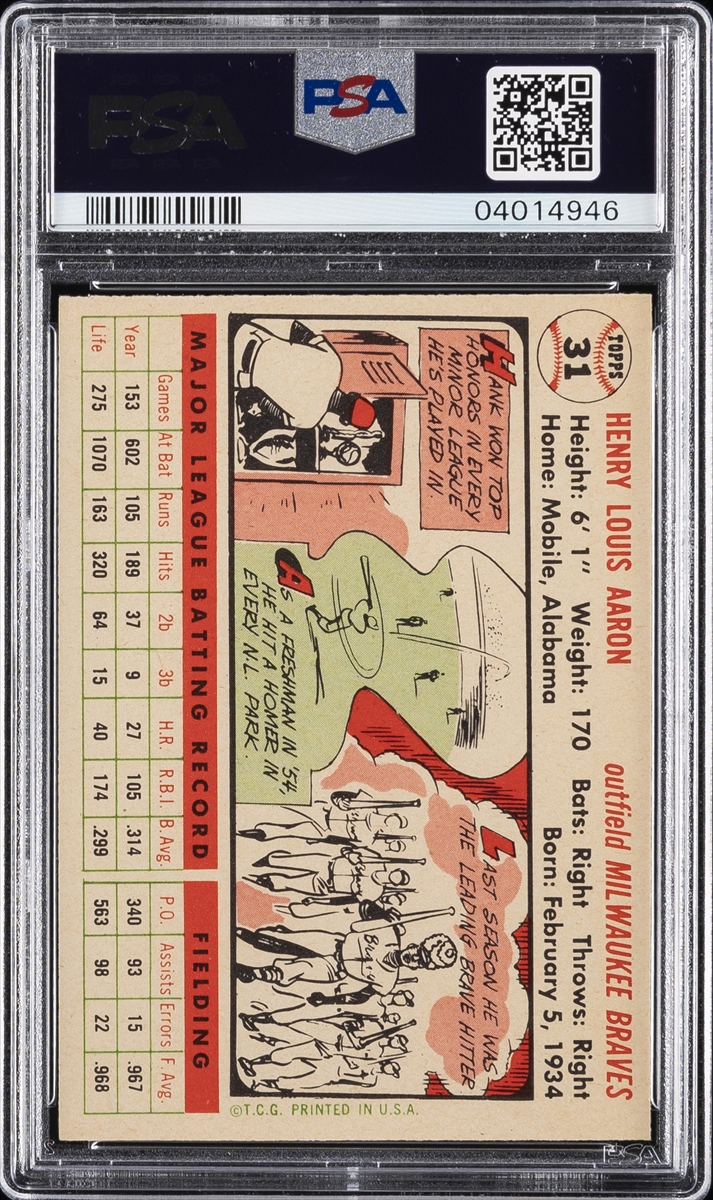 PSA
PSA
04014946
TOPPS
31
HENRY LOUIS AARON outfield MILWAUKEE BRAVES
Height: 6' 1" Weight: 170 Bats: Right Throws: Right
Home: Mobile, Alabama Born: February 5, 1934
HANK WON TOP
HONORS IN EVERY
MINOR LEAGUE
HE'S PLAYED IN.
AS A FRESHMAN IN '54,
HE HIT A HOMER IN
EVERY N.L. PARK.
LAST SEASON HE WAS
THE LEADING BRAVE HITTER
Braves
MAJOR LEAGUE BATTING RECORD FIELDING
Games At Bat Runs Hits 2b 3b H.R. R.B.I. B.Avg. P.O. Assists Errors F. Avg.
Year 153 602 105 189 37 9 27 105 .314 340 93 15 .967
Life 275 1070 163 320 64 15 40 174 .299 563 98 22 .968
©T.C.G. PRINTED IN U.S.A.
PSA